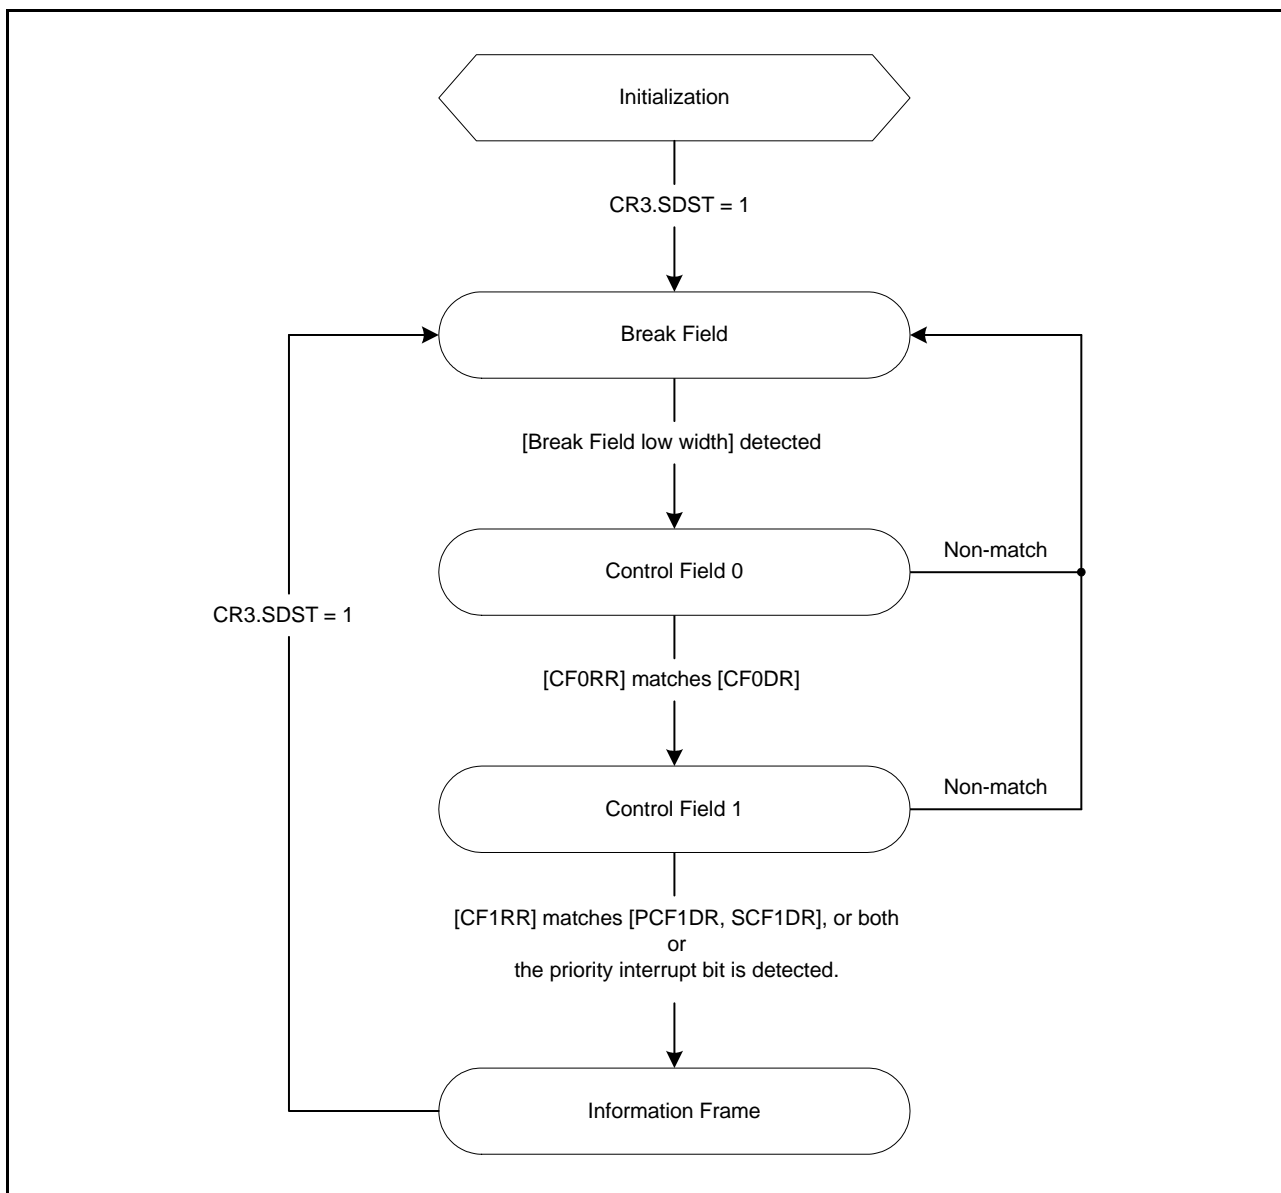 Initialization
CR3.SDST = 1
Break Field
[Break Field low width] detected
Control Field 0
Non-match
CR3.SDST = 1
[CF0RR] matches [CF0DR]
Control Field 1
Non-match
[CF1RR] matches [PCF1DR, SCF1DR], or both
or
the priority interrupt bit is detected.
Information Frame